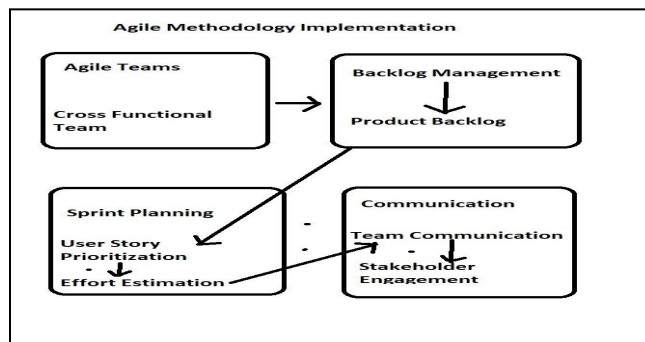 Agile Methodology Implementation
Agile Teams
Cross Functional
Team
Backlog Management
Product Backlog
Sprint Planning
User Story
Prioritization
Effort Estimation
Communication
Team Communication
Stakeholder
Engagement